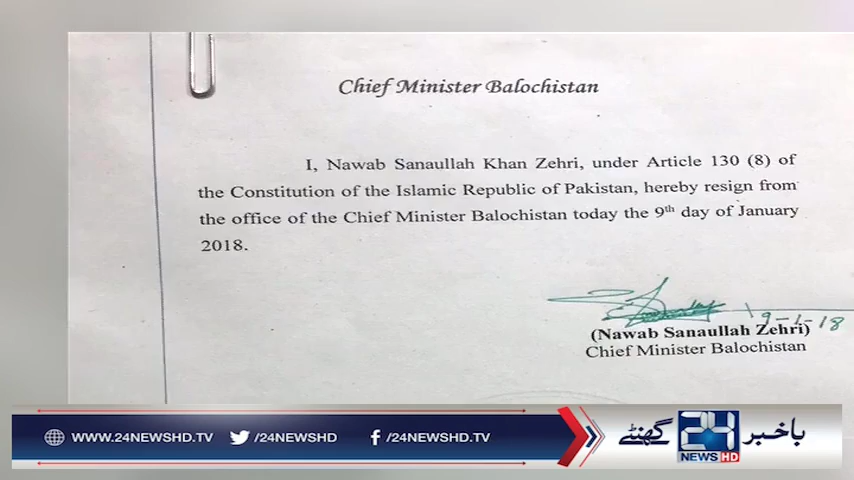 Chief Minister Balochistan
I, Nawab Sanaullah Khan Zehri, under Article 130 (8) of
the Constitution of the Islamic Republic of Pakistan, hereby resign from
the office of the Chief Minister Balochistan today the 9th day of January
2018.
9-1-18
(Nawab Sanaullah Zehri)
Chief Minister Balochistan
WWW.24NEWSHD.TV /24NEWSHD /24NEWSHD.TV باخبر 24 گھنٹے
NEWS HD